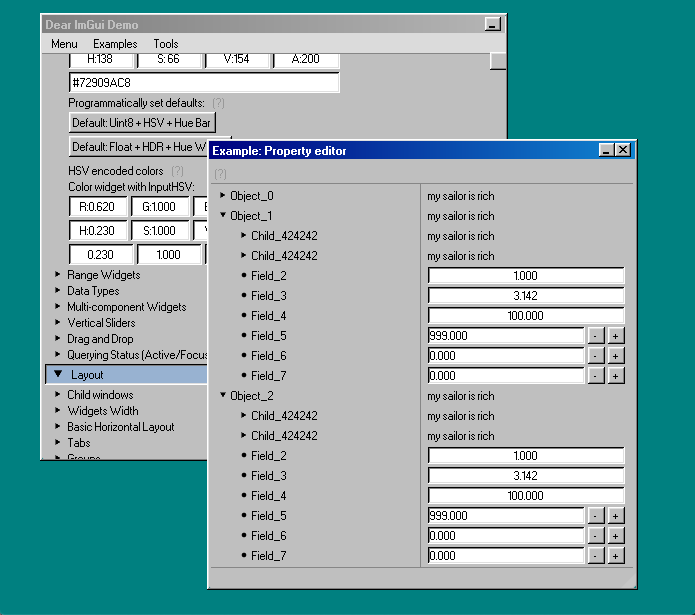 Dear ImGui Demo
Menu Examples Tools
H:138 S: 66 V:154 A:200
#72909AC8
Programmatically set defaults: (?)
Default: Uint8 + HSV + Hue Bar
Default: Float + HDR + Hue W
HSV encoded colors (?)
Color widget with InputHSV:
R:0.620 G:1.000
H:0.230 S:1.000
0.230 1.000
Range Widgets
Data Types
Multi-component Widgets
Vertical Sliders
Drag and Drop
Querying Status (Active/Focus
Layout
Child windows
Widgets Width
Basic Horizontal Layout
Tabs
Groups
Example: Property editor
(?)
Object_0 my sailor is rich
Object_1 my sailor is rich
Child_424242 my sailor is rich
Child_424242 my sailor is rich
Field_2 1.000
Field_3 3.142
Field_4 100.000
Field_5 999.000 - +
Field_6 0.000 - +
Field_7 0.000 - +
Object_2 my sailor is rich
Child_424242 my sailor is rich
Child_424242 my sailor is rich
Field_2 1.000
Field_3 3.142
Field_4 100.000
Field_5 999.000 - +
Field_6 0.000 - +
Field_7 0.000 - +